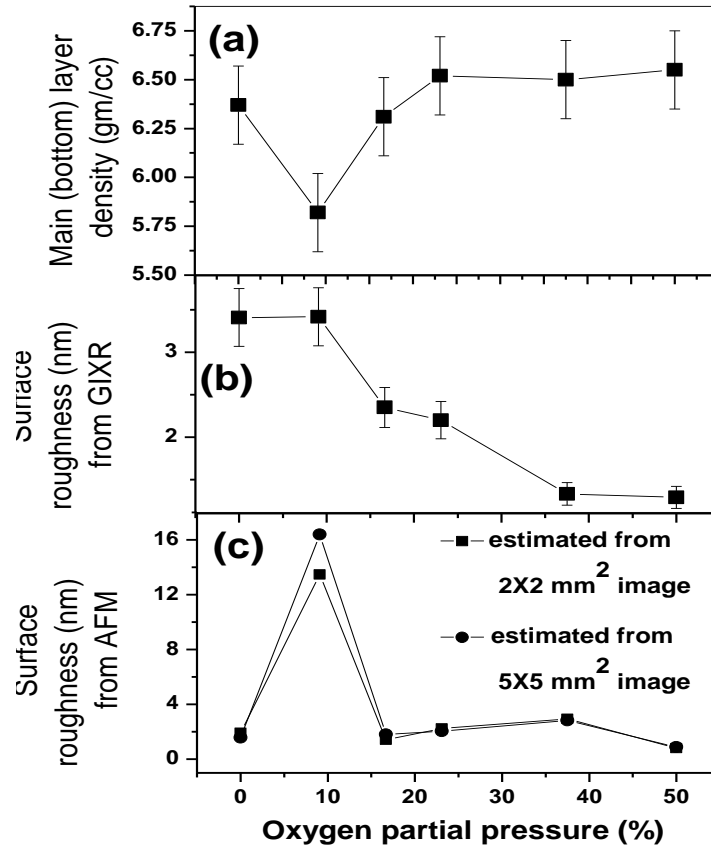 (a)
Main (bottom) layer
density (gm/cc)
6.75
6.50
6.25
6.00
5.75
5.50
(b)
Surface
roughness (nm)
from GIXR
3
2
(c)
Surface
roughness (nm)
from AFM
16
12
8
4
0
estimated from
2X2 mm² image
estimated from
5X5 mm² image
0 10 20 30 40 50
Oxygen partial pressure (%)